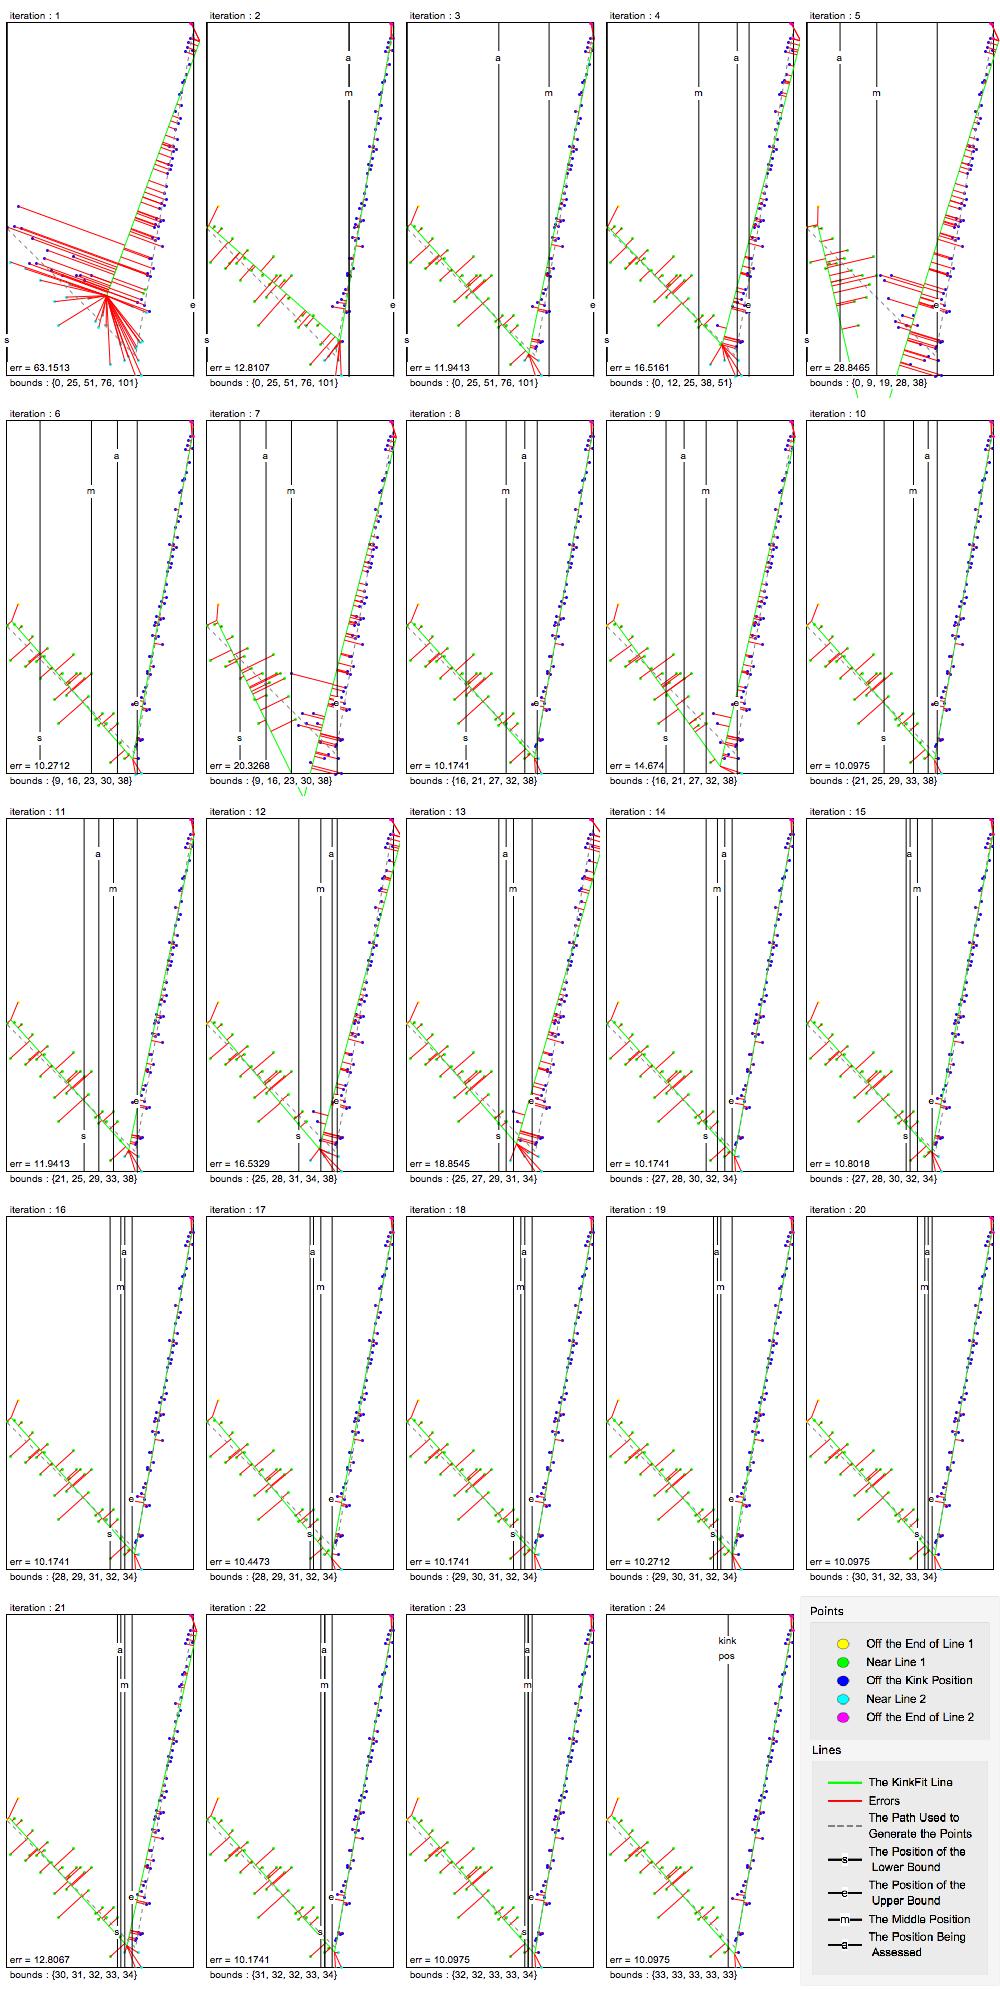 iteration : 1
e
s
err = 63.1513
bounds : {0, 25, 51, 76, 101}
iteration : 2
a
m
e
s
err = 12.8107
bounds : {0, 25, 51, 76, 101}
iteration : 3
a
m
e
s
err = 11.9413
bounds : {0, 25, 51, 76, 101}
iteration : 4
a
m
e
s
err = 16.5161
bounds : {0, 12, 25, 38, 51}
iteration : 5
a
m
e
s
err = 28.8465
bounds : {0, 9, 19, 28, 38}
iteration : 6
a
m
e
s
err = 10.2712
bounds : {9, 16, 23, 30, 38}
iteration : 7
a
m
e
s
err = 20.3268
bounds : {9, 16, 23, 30, 38}
iteration : 8
a
m
e
s
err = 10.1741
bounds : {16, 21, 27, 32, 38}
iteration : 9
a
m
e
s
err = 14.674
bounds : {16, 21, 27, 32, 38}
iteration : 10
a
m
e
s
err = 10.0975
bounds : {21, 25, 29, 33, 38}
iteration : 11
a
m
e
s
err = 11.9413
bounds : {21, 25, 29, 33, 38}
iteration : 12
a
m
e
s
err = 16.5329
bounds : {25, 28, 31, 34, 38}
iteration : 13
a
m
e
s
err = 18.8545
bounds : {25, 27, 29, 31, 34}
iteration : 14
a
m
e
s
err = 10.1741
bounds : {27, 28, 30, 32, 34}
iteration : 15
a
m
e
s
err = 10.8018
bounds : {27, 28, 30, 32, 34}
iteration : 16
a
m
e
s
err = 10.1741
bounds : {28, 29, 31, 32, 34}
iteration : 17
a
m
e
s
err = 10.4473
bounds : {28, 29, 31, 32, 34}
iteration : 18
a
m
e
s
err = 10.1741
bounds : {29, 30, 31, 32, 34}
iteration : 19
a
m
e
s
err = 10.2712
bounds : {29, 30, 31, 32, 34}
iteration : 20
a
m
e
s
err = 10.0975
bounds : {30, 31, 32, 33, 34}
iteration : 21
a
m
e
s
err = 12.8067
bounds : {30, 31, 32, 33, 34}
iteration : 22
a
m
e
s
err = 10.1741
bounds : {31, 32, 32, 33, 34}
iteration : 23
a
m
e
s
err = 10.0975
bounds : {32, 32, 33, 33, 34}
iteration : 24
kink
pos
err = 10.0975
bounds : {33, 33, 33, 33, 33}
Points
Off the End of Line 1
Near Line 1
Off the Kink Position
Near Line 2
Off the End of Line 2
Lines
The KinkFit Line
Errors
The Path Used to
Generate the Points
s The Position of the
Lower Bound
e The Position of the
Upper Bound
m The Middle Position
a The Position Being
Assessed